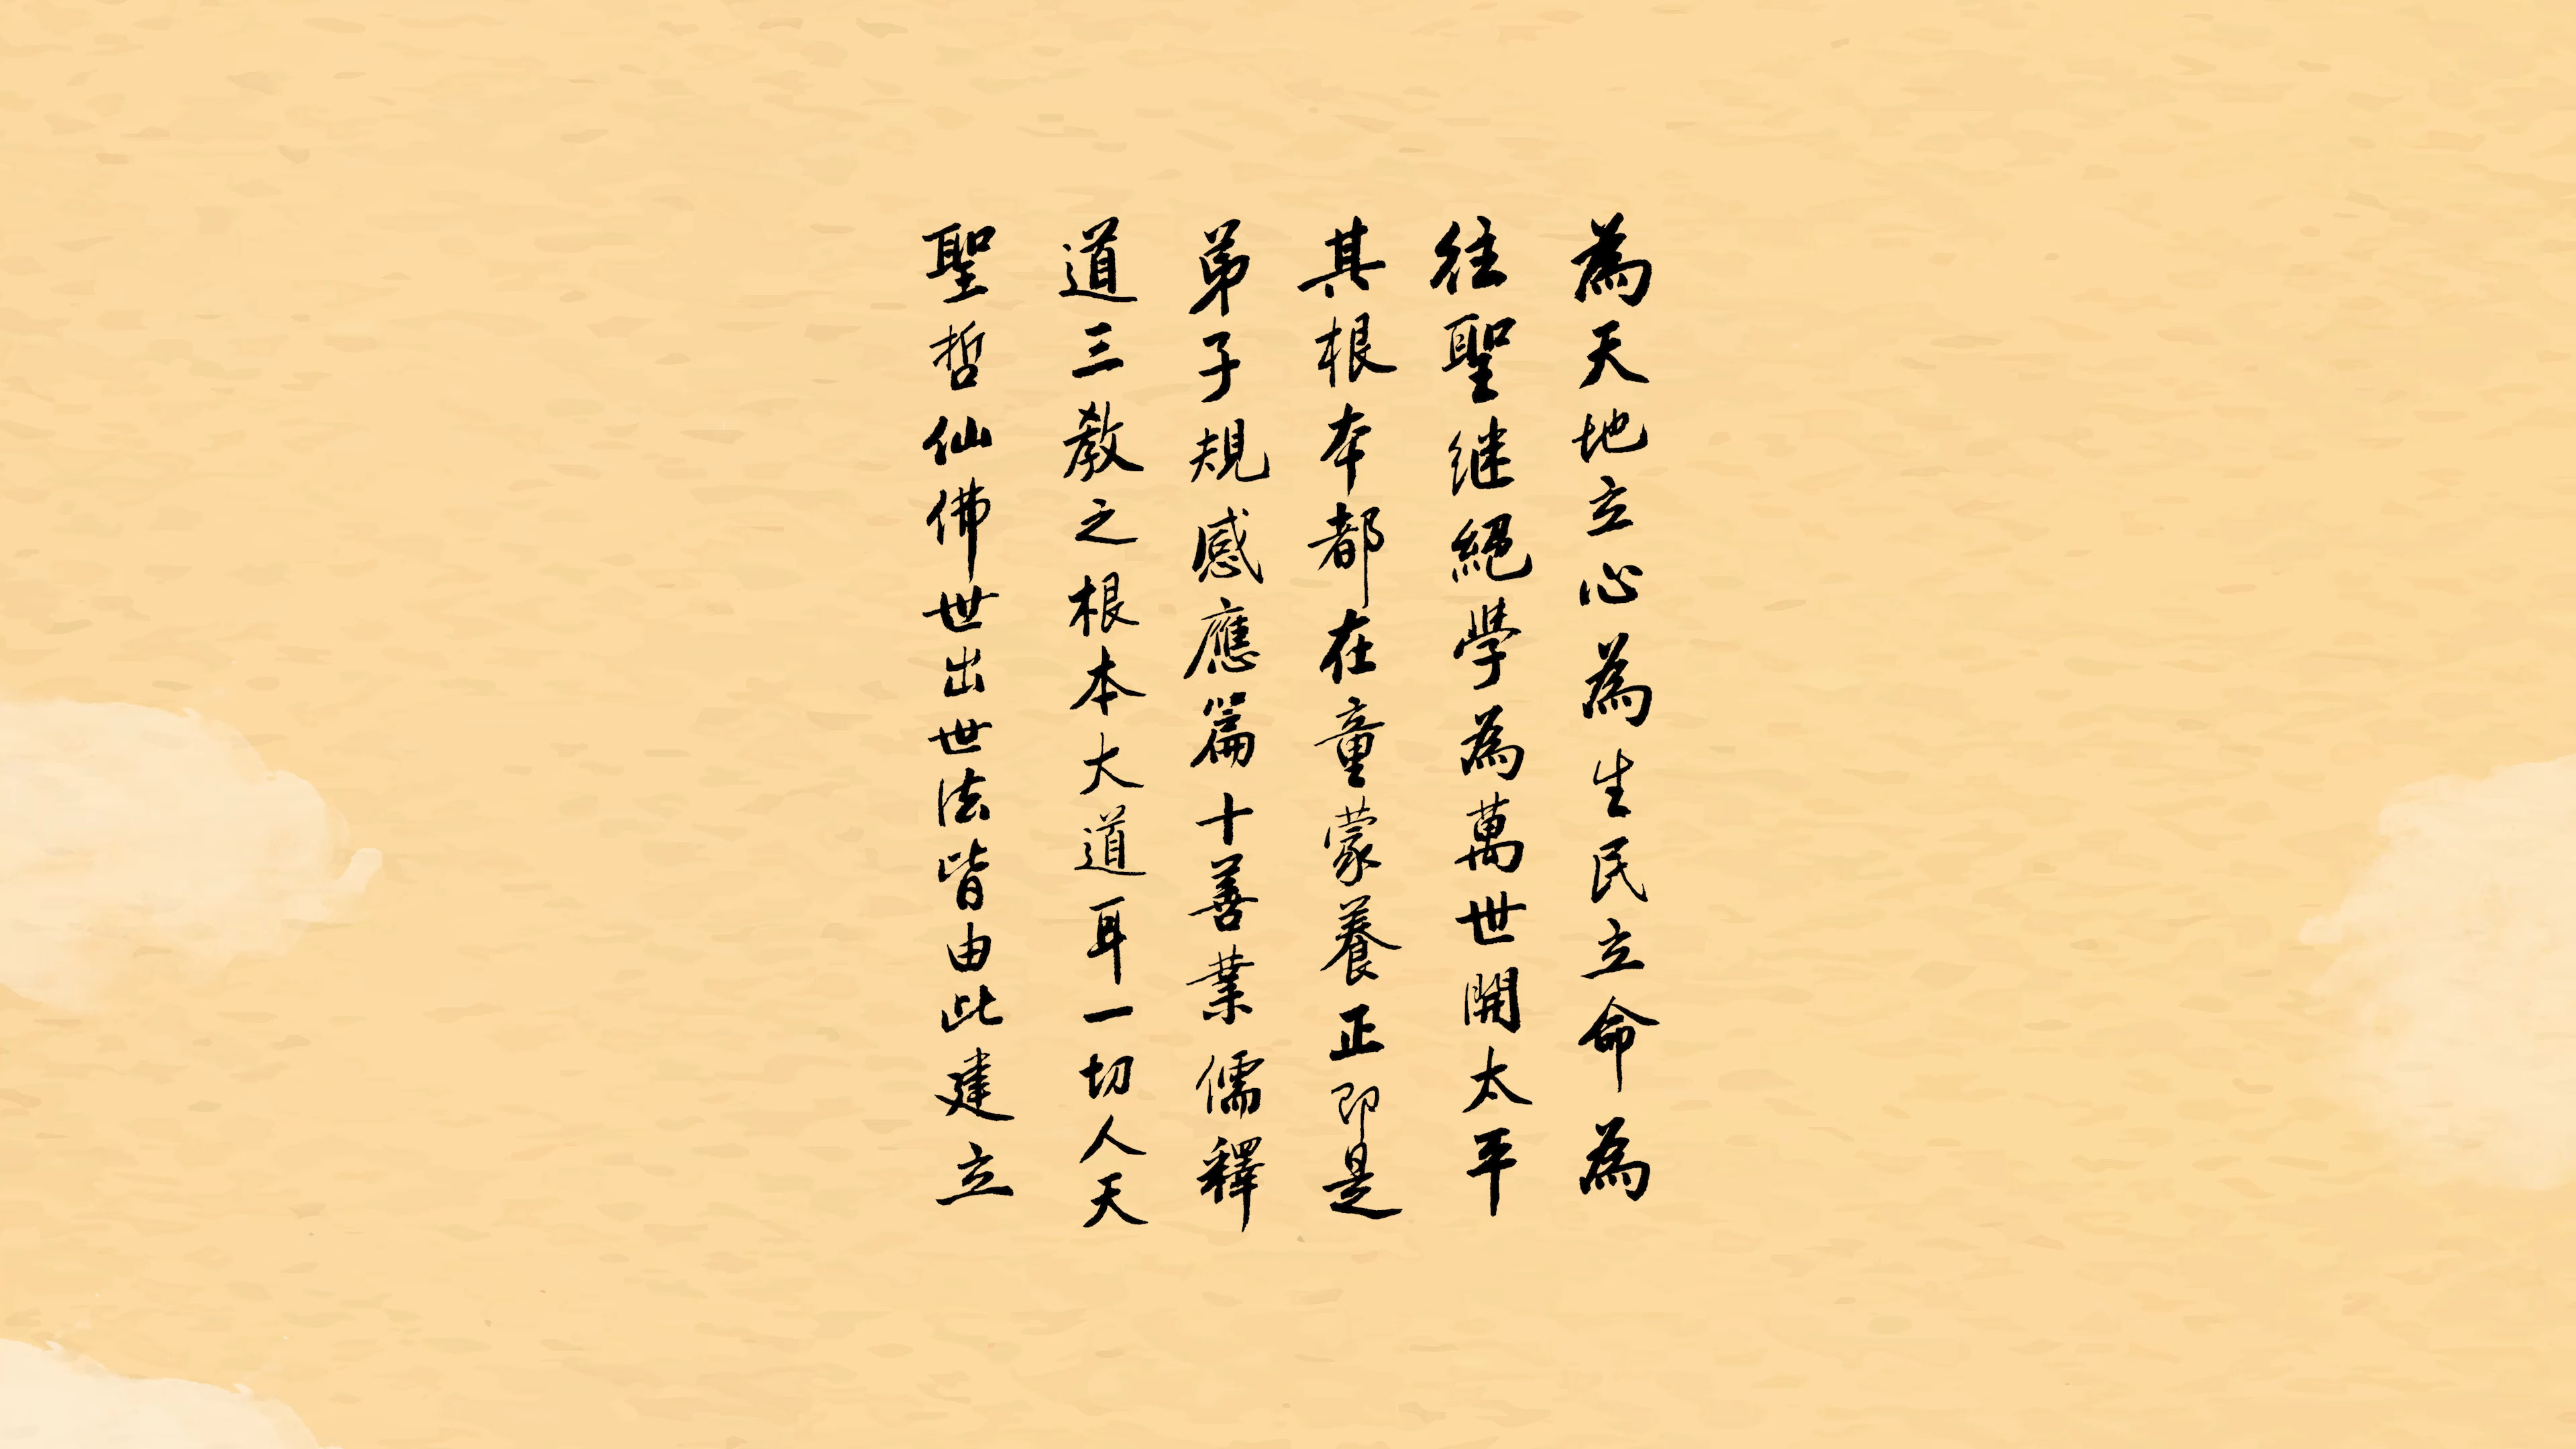 為天地立心為生民立命為
往聖继絕學為萬世開太平
其根本都在童蒙養正即是
弟子規感應篇十善業儒釋
道三教之根本大道耳一切人天
聖哲仙佛世出世法皆由此建立